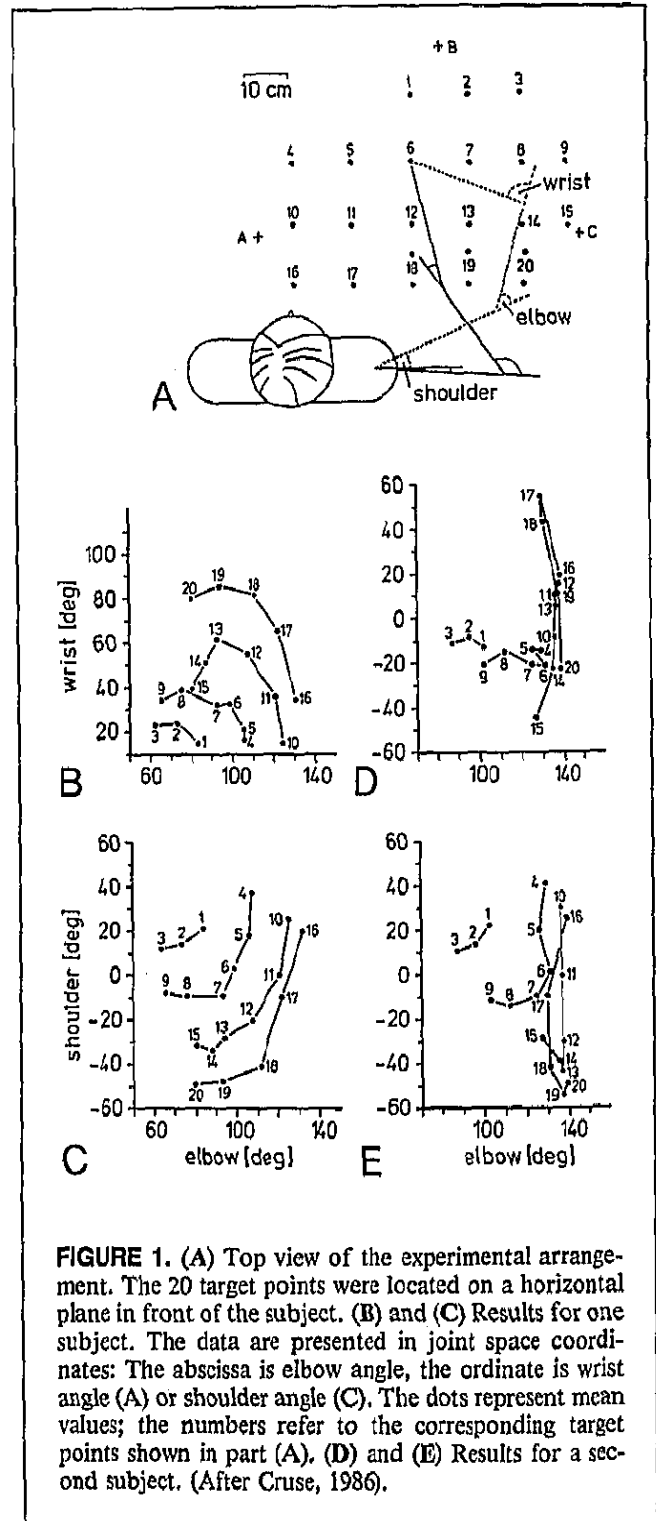 +B
10 cm
1 2 3
4 5 6 7 8 9
wrist
10 11 12 13 14 15
A + +C
18 19 20
16 17
elbow
A
shoulder
100
80
60
40
20
wrist [deg]
20 19 18 17 16
13 14 12 15 11 10
9 8 7 6 5 4
3 2 1
60 100 140
B
60
40
20
0
-20
-40
-60
17
18
16
12
11
13
10
3 2 1
5 4
9 8 7 6
20
14
15
100 140
D
60
40
20
0
-20
-40
-60
shoulder [deg]
4
1 10
3 2 5 16
6 11
9 8 7 17
12
15 14 13
18
20 19
60 100 140
C elbow [deg]
60
40
20
0
-20
-40
-60
4
10
1 16
5
3 2
6 11
9 8 7
17
15 12
14
18 13
20
19
100 140
E elbow [deg]
FIGURE 1. (A) Top view of the experimental arrange-
ment. The 20 target points were located on a horizontal
plane in front of the subject. (B) and (C) Results for one
subject. The data are presented in joint space coordi-
nates: The abscissa is elbow angle, the ordinate is wrist
angle (A) or shoulder angle (C). The dots represent mean
values; the numbers refer to the corresponding target
points shown in part (A). (D) and (E) Results for a sec-
ond subject. (After Cruse, 1986).